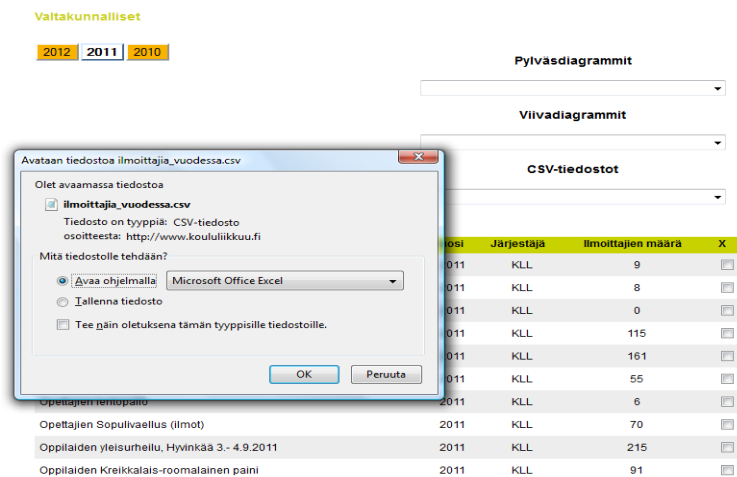 Valtakunnalliset
2012 2011 2010
Pylväsdiagrammit
Viivadiagrammit
CSV-tiedostot
Avataan tiedostoa ilmoittajia_vuodessa.csv
Olet avaamassa tiedostoa
ilmoittajia_vuodessa.csv
Tiedosto on tyyppiä: CSV-tiedosto
osoitteesta: http://www.koululiikkuu.fi
Mitä tiedostolle tehdään?
Avaa ohjelmalla Microsoft Office Excel
Tallenna tiedosto
Tee näin oletuksena tämän tyyppisille tiedostoille.
OK Peruuta
Järjestäjä Ilmoittajien määrä X
2011 KLL 9
2011 KLL 8
2011 KLL 0
2011 KLL 115
2011 KLL 161
2011 KLL 55
Opettajien lentopallo 2011 KLL 6
Opettajien Sopulivaellus (ilmot) 2011 KLL 70
Oppilaiden yleisurheilu, Hyvinkää 3.- 4.9.2011 2011 KLL 215
Oppilaiden Kreikkalais-roomalainen paini 2011 KLL 91